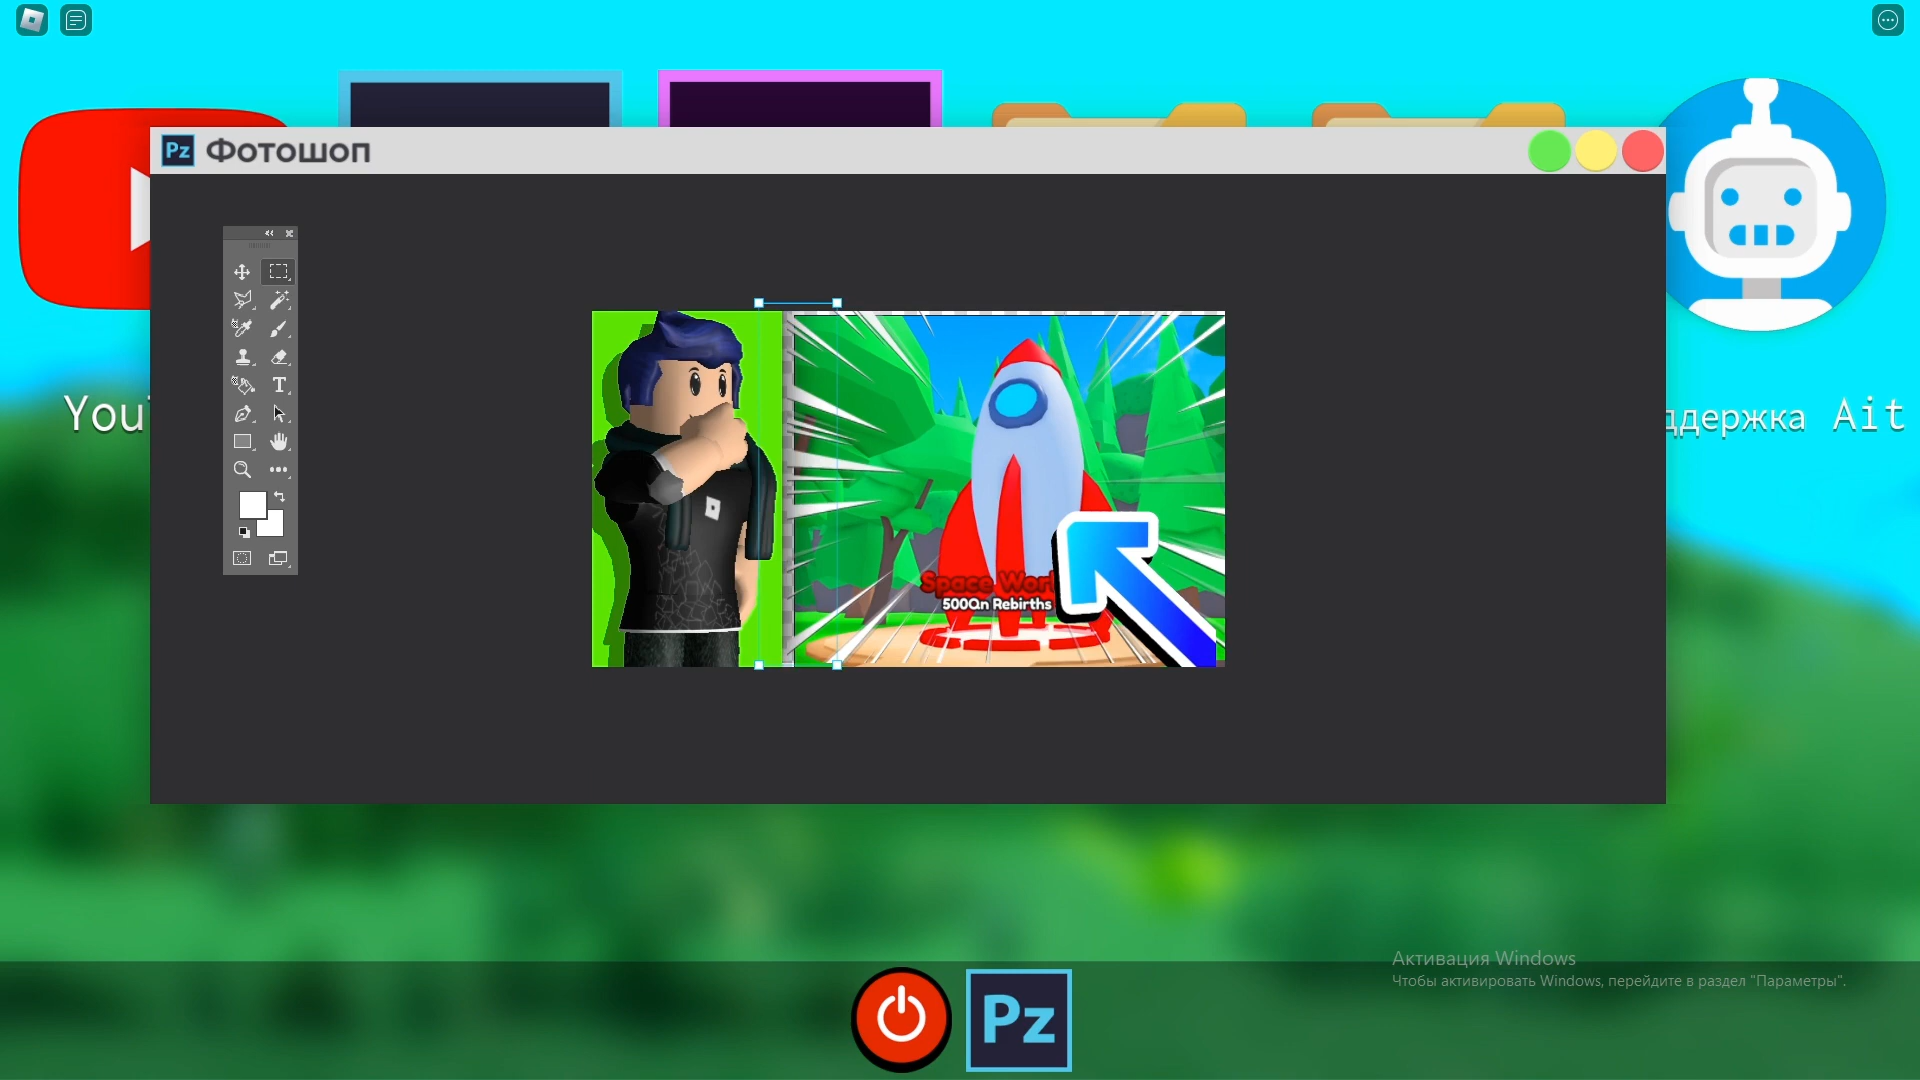 Pz Фотошоп
You
ддержка Ait
T
Space Worl
500Qn Rebirths
Активация Windows
Чтобы активировать Windows, перейдите в раздел "Параметры".
Pz